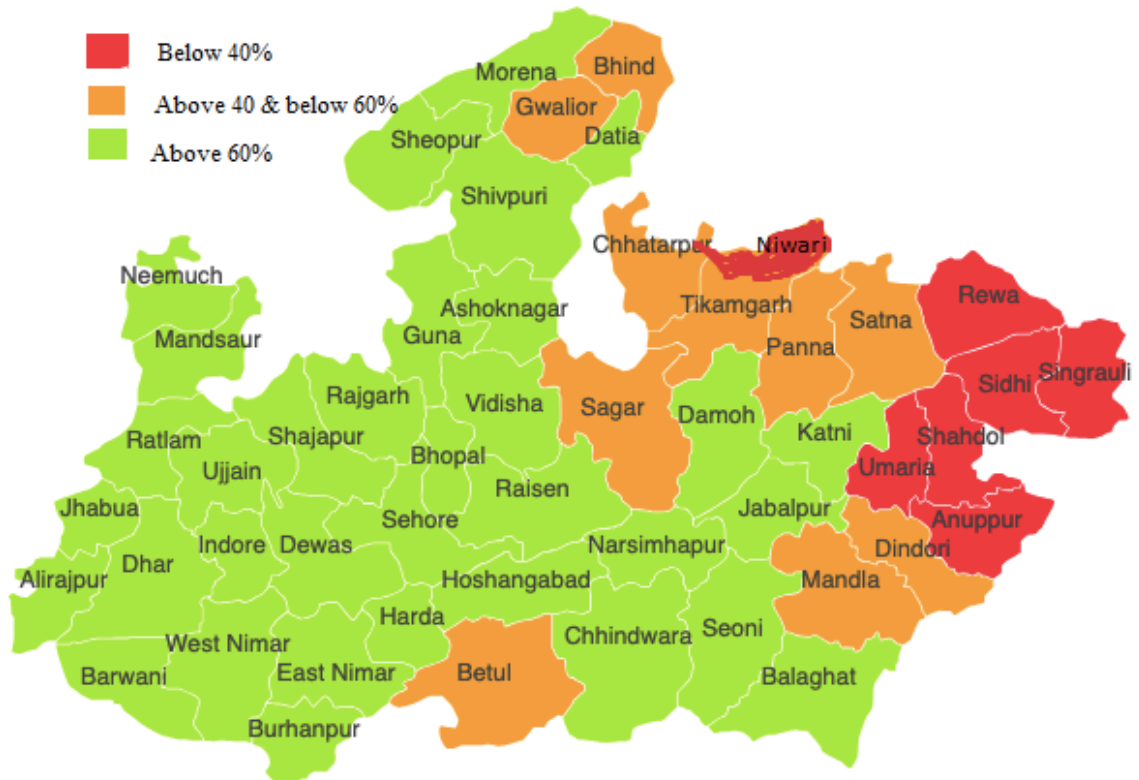 Below 40%
Above 40 & below 60%
Above 60%
Morena
Bhind
Gwalior
Sheopur
Datia
Shivpuri
Chhatarpur
Niwari
Neemuch
Rewa
Ashoknagar
Tikamgarh
Satna
Mandsaur
Guna
Panna
Singrauli
Sidhi
Rajgarh
Vidisha
Sagar
Damoh
Katni
Ratlam
Shajapur
Shahdol
Bhopal
Umaria
Ujjain
Raisen
Jhabua
Jabalpur
Sehore
Anuppur
Indore
Dewas
Narsimhapur
Dindori
Dhar
Alirajpur
Hoshangabad
Mandla
Harda
Seoni
West Nimar
Chhindwara
East Nimar
Betul
Barwani
Balaghat
Burhanpur